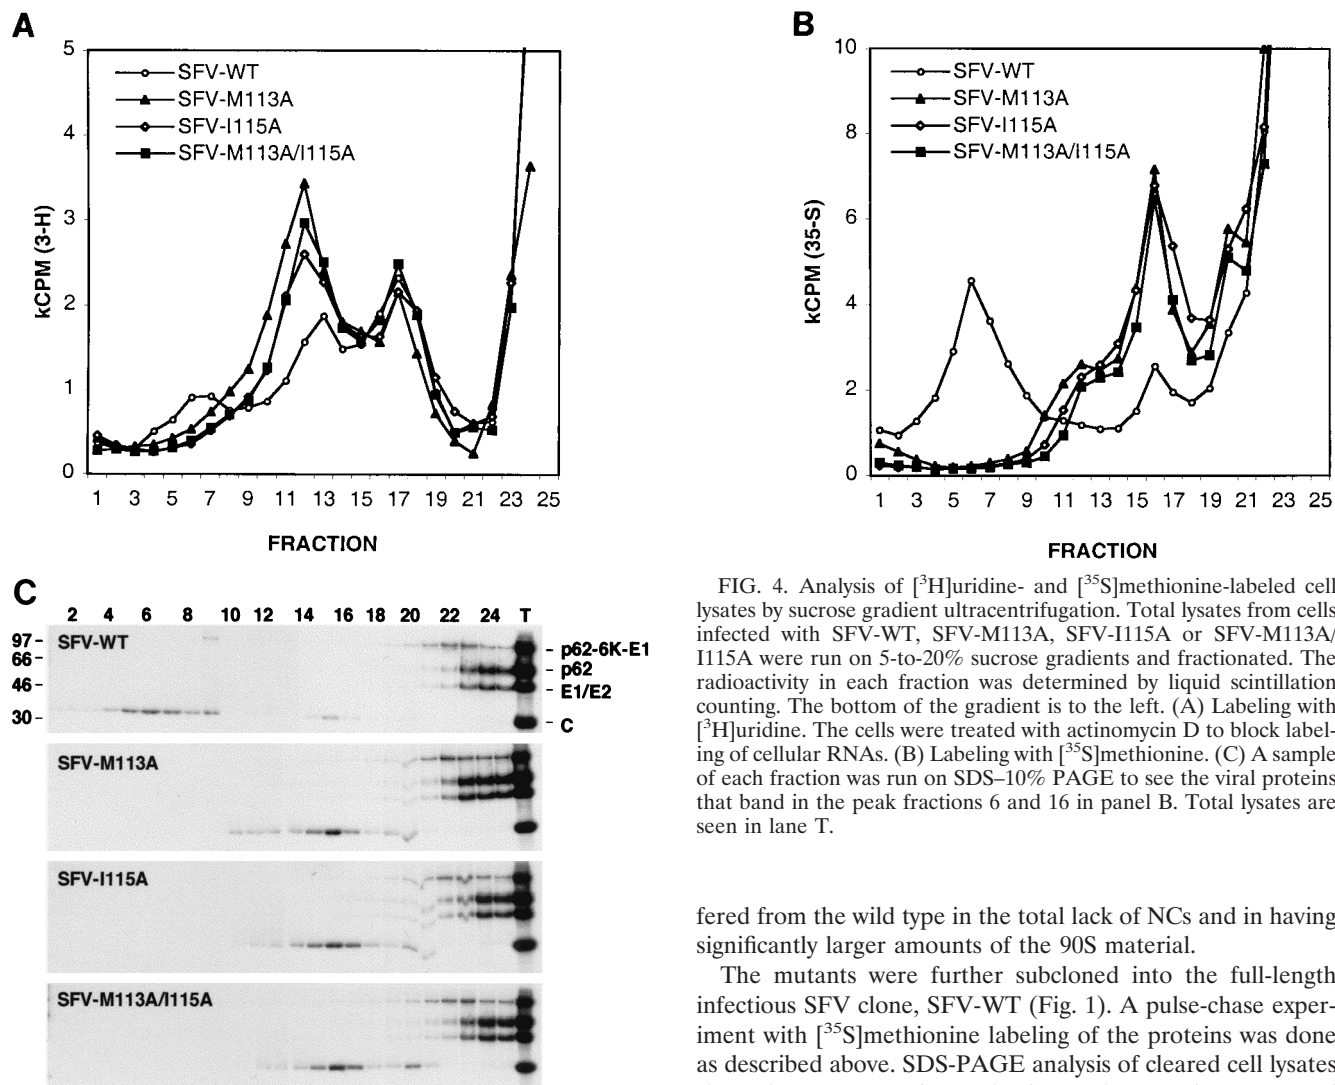 A
5
4
3
2
1
0
kCPM (3-H)
SFV-WT
SFV-M113A
SFV-I115A
SFV-M113A/I115A
1 3 5 7 9 11 13 15 17 19 21 23 25
FRACTION
B
10
8
6
4
2
0
kCPM (35-S)
SFV-WT
SFV-M113A
SFV-I115A
SFV-M113A/I115A
1 3 5 7 9 11 13 15 17 19 21 23 25
FRACTION
C
2 4 6 8 10 12 14 16 18 20 22 24 T
97-
66-
46-
30-
SFV-WT
p62-6K-E1
p62
E1/E2
C
SFV-M113A
SFV-I115A
SFV-M113A/I115A
FIG. 4. Analysis of [³H]uridine- and [³⁵S]methionine-labeled cell
lysates by sucrose gradient ultracentrifugation. Total lysates from cells
infected with SFV-WT, SFV-M113A, SFV-I115A or SFV-M113A/
I115A were run on 5-to-20% sucrose gradients and fractionated. The
radioactivity in each fraction was determined by liquid scintillation
counting. The bottom of the gradient is to the left. (A) Labeling with
[³H]uridine. The cells were treated with actinomycin D to block label-
ing of cellular RNAs. (B) Labeling with [³⁵S]methionine. (C) A sample
of each fraction was run on SDS–10% PAGE to see the viral proteins
that band in the peak fractions 6 and 16 in panel B. Total lysates are
seen in lane T.
fered from the wild type in the total lack of NCs and in having
significantly larger amounts of the 90S material.
The mutants were further subcloned into the full-length
infectious SFV clone, SFV-WT (Fig. 1). A pulse-chase exper-
iment with [³⁵S]methionine labeling of the proteins was done
as described above. SDS-PAGE analysis of cleared cell lysates